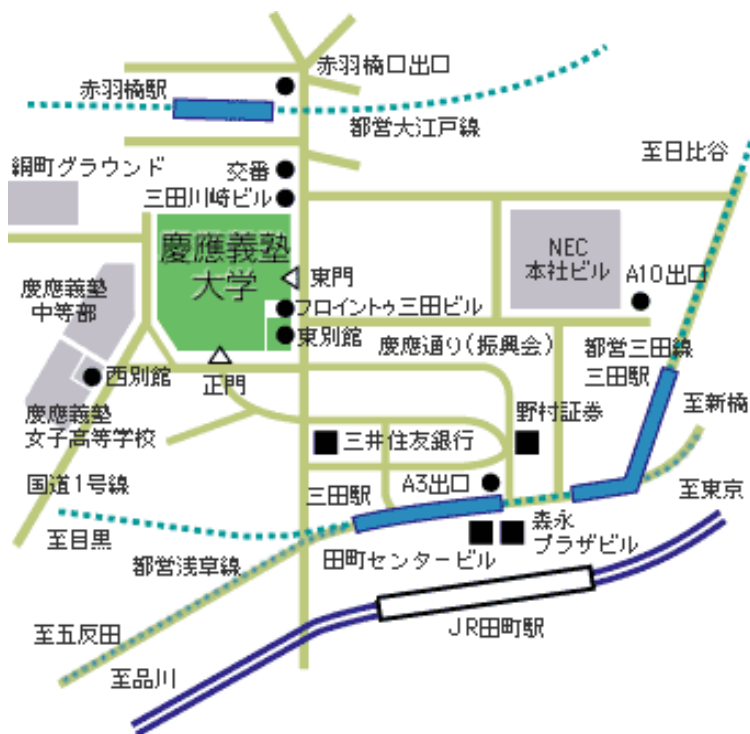 赤羽橋口出口
赤羽橋駅
都営大江戸線
至日比谷
綱町グラウンド
交番
三田川崎ビル
慶應義塾
大学
東門
NEC
本社ビル
A10出口
慶應義塾
中等部
フロイントゥ三田ビル
東別館
慶應通り(振興会)
都営三田線
三田駅
西別館
正門
至新橋
慶應義塾
女子高等学校
野村証券
三井住友銀行
国道1号線
三田駅
A3出口
至東京
至目黒
森永
プラザビル
田町センタービル
都営浅草線
至五反田
JR田町駅
至品川